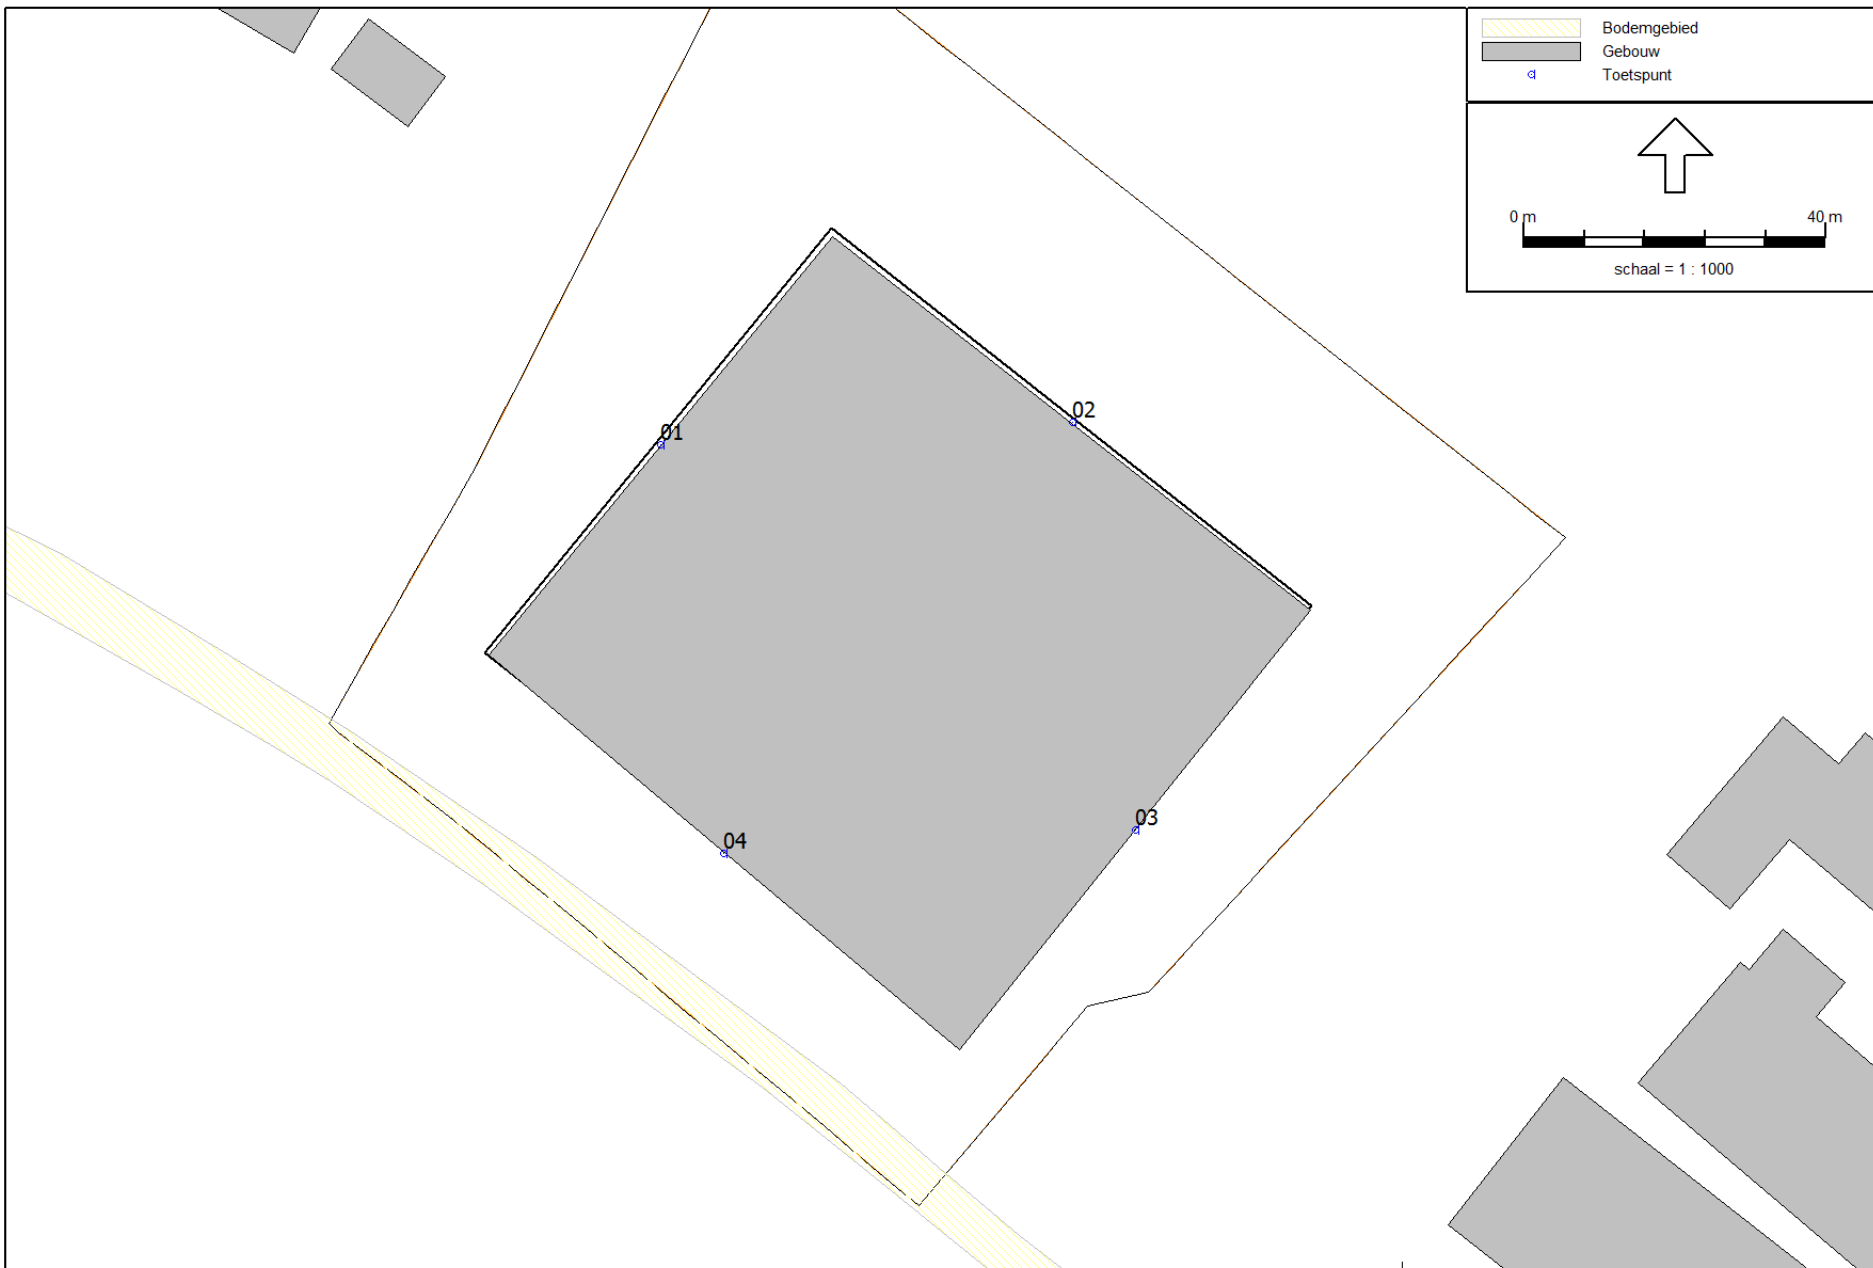 Bodemgebied
Gebouw
Toetspunt
0 m 40 m
schaal = 1 : 1000
02
01
03
04